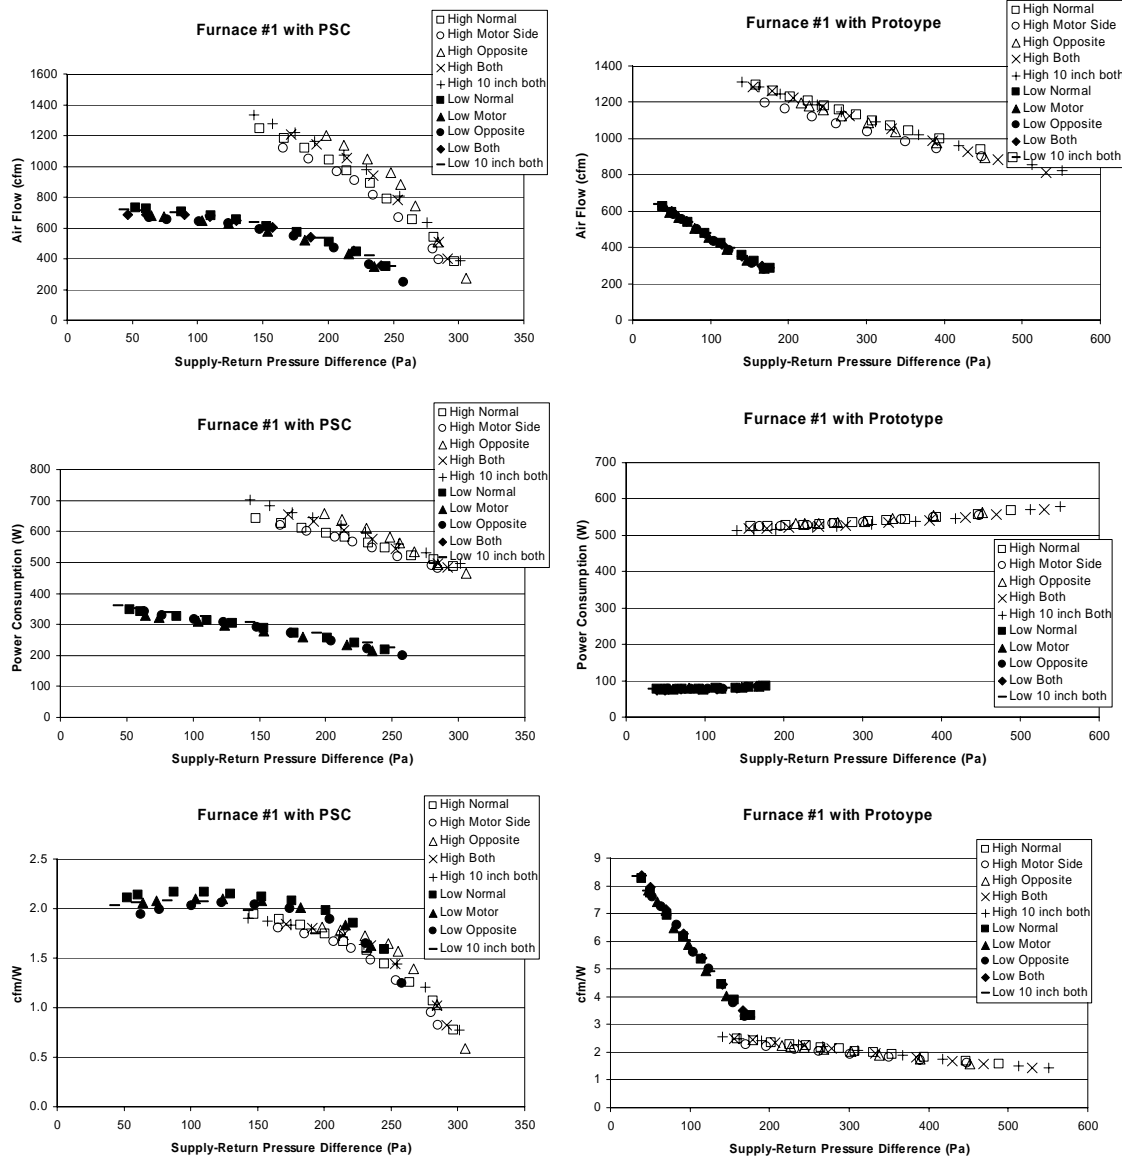 Furnace #1 with PSC
High Normal
High Motor Side
High Opposite
High Both
High 10 inch both
Low Normal
Low Motor
Low Opposite
Low Both
Low 10 inch both
1600
1400
1200
1000
800
600
400
200
0
Air Flow (cfm)
0 50 100 150 200 250 300 350
Supply-Return Pressure Difference (Pa)
Furnace #1 with Protoype
High Normal
High Motor Side
High Opposite
High Both
High 10 inch both
Low Normal
Low Motor
Low Opposite
Low Both
Low 10 inch both
1400
1200
1000
800
600
400
200
0
Air Flow (cfm)
0 100 200 300 400 500 600
Supply-Return Pressure Difference (Pa)
Furnace #1 with PSC
High Normal
High Motor Side
High Opposite
High Both
High 10 inch both
Low Normal
Low Motor
Low Opposite
Low Both
Low 10 inch both
800
700
600
500
400
300
200
100
0
Power Consumption (W)
0 50 100 150 200 250 300 350
Supply-Return Pressure Difference (Pa)
Furnace #1 with Prototype
High Normal
High Motor Side
High Opposite
High Both
High 10 inch Both
Low Normal
Low Motor
Low Opposite
Low Both
Low 10 inch both
700
600
500
400
300
200
100
0
Power Consumption (W)
0 100 200 300 400 500 600
Supply-Return Pressure Difference (Pa)
Furnace #1 with PSC
High Normal
High Motor Side
High Opposite
High Both
High 10 inch both
Low Normal
Low Motor
Low Opposite
Low 10 inch both
2.5
2.0
1.5
1.0
0.5
0.0
cfm/W
0 50 100 150 200 250 300 350
Supply-Return Pressure Difference (Pa)
Furnace #1 with Protoype
High Normal
High Motor Side
High Opposite
High Both
High 10 inch both
Low Normal
Low Motor
Low Opposite
Low Both
Low 10 inch both
9
8
7
6
5
4
3
2
1
0
cfm/W
0 100 200 300 400 500 600
Supply-Return Pressure Difference (Pa)